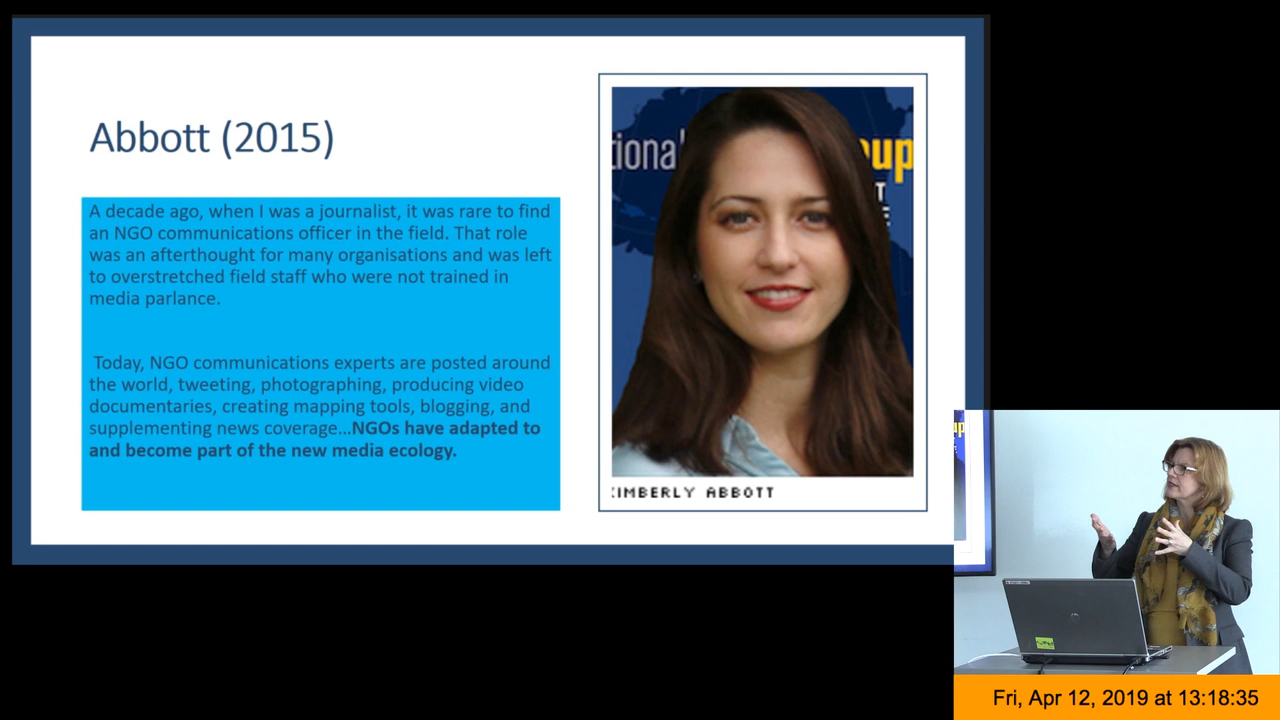 Abbott (2015)
A decade ago, when I was a journalist, it was rare to find
an NGO communications officer in the field. That role
was an afterthought for many organisations and was left
to overstretched field staff who were not trained in
media parlance.
Today, NGO communications experts are posted around
the world, tweeting, photographing, producing video
documentaries, creating mapping tools, blogging, and
supplementing news coverage…NGOs have adapted to
and become part of the new media ecology.
tional
oup
T
E
KIMBERLY ABBOTT
up
Fri, Apr 12, 2019 at 13:18:35